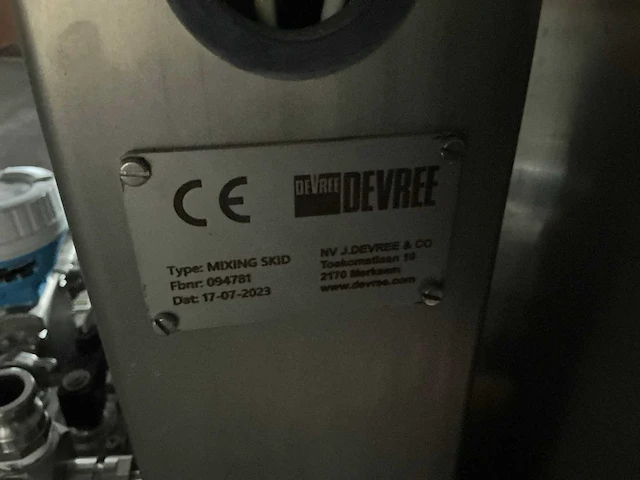 CE
DEVREE DEVREE
Type: MIXING SKID
Fbnr: 094781
Dat: 17-07-2023
NV J.DEVREE & CO
Toekomstlaan 10
2170 Merksem
www.devree.com